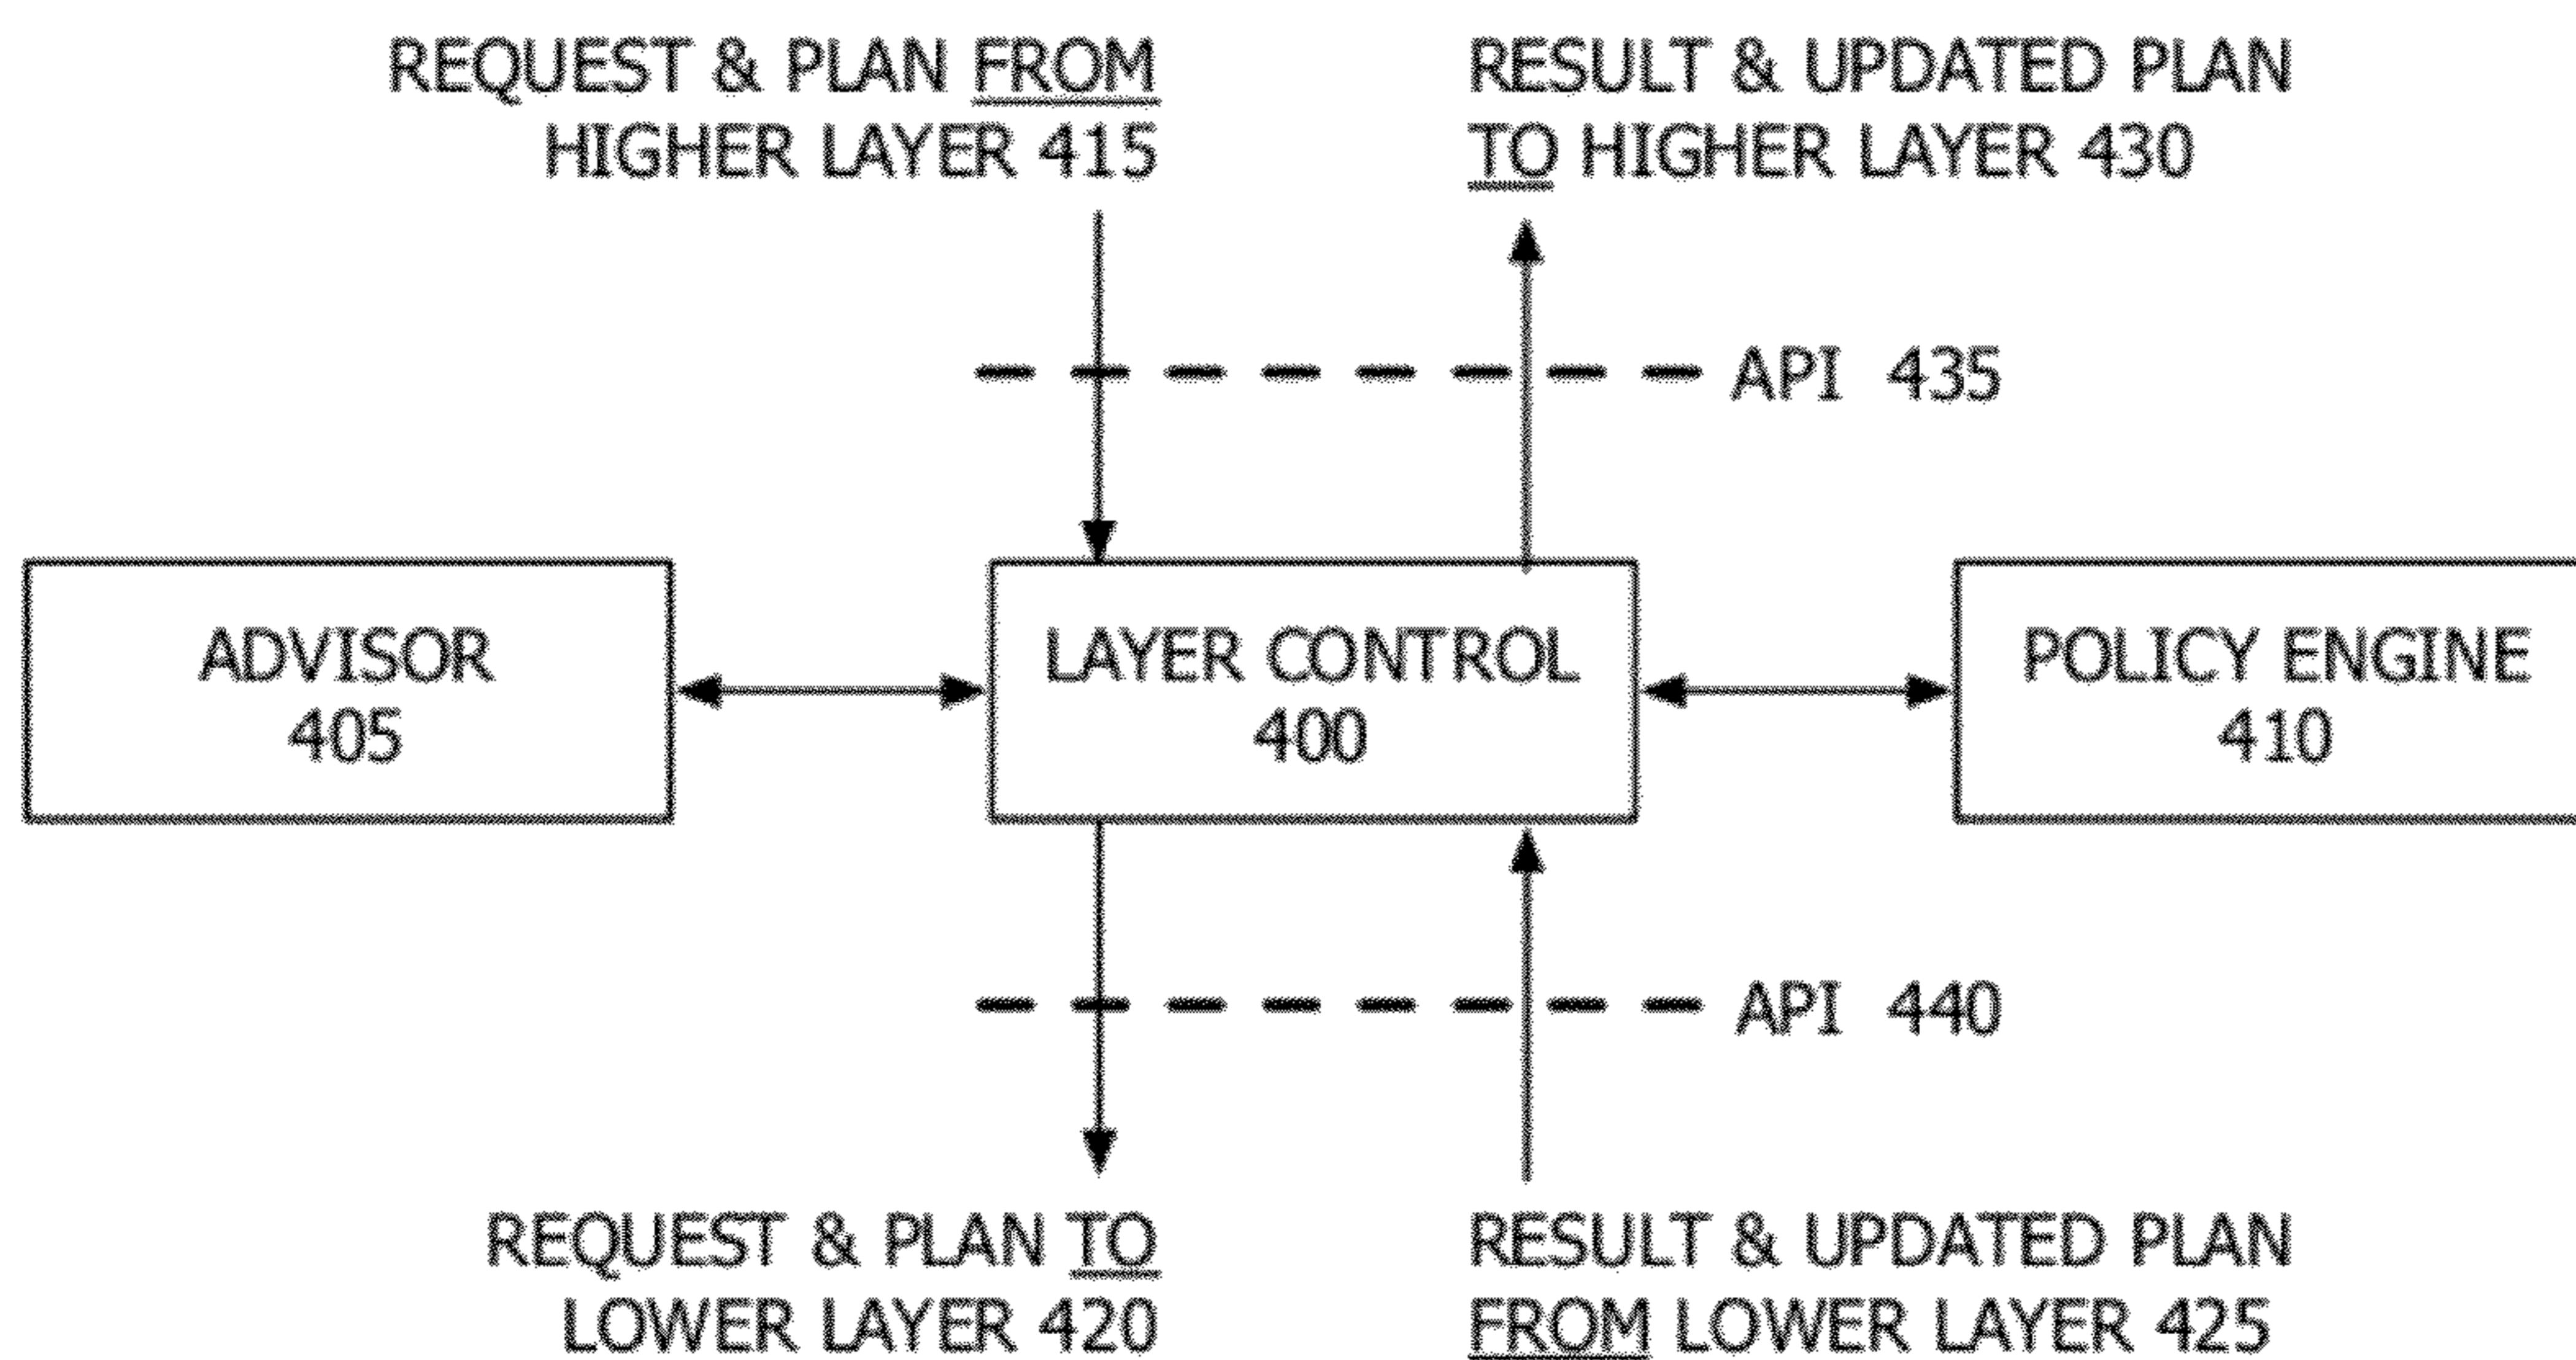 REQUEST & PLAN FROM
HIGHER LAYER 415
RESULT & UPDATED PLAN
TO HIGHER LAYER 430
API 435
ADVISOR
405
LAYER CONTROL
400
POLICY ENGINE
410
API 440
REQUEST & PLAN TO
LOWER LAYER 420
RESULT & UPDATED PLAN
FROM LOWER LAYER 425